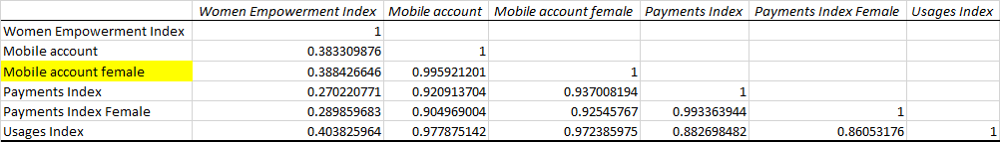 Women Empowerment Index Mobile account Mobile account female Payments Index Payments Index Female Usages Index
Women Empowerment Index 1
Mobile account 0.383309876 1
Mobile account female 0.388426646 0.995921201 1
Payments Index 0.270220771 0.920913704 0.937008194 1
Payments Index Female 0.289859683 0.904969004 0.92545767 0.993363944 1
Usages Index 0.403825964 0.977875142 0.972385975 0.882698482 0.86053176 1